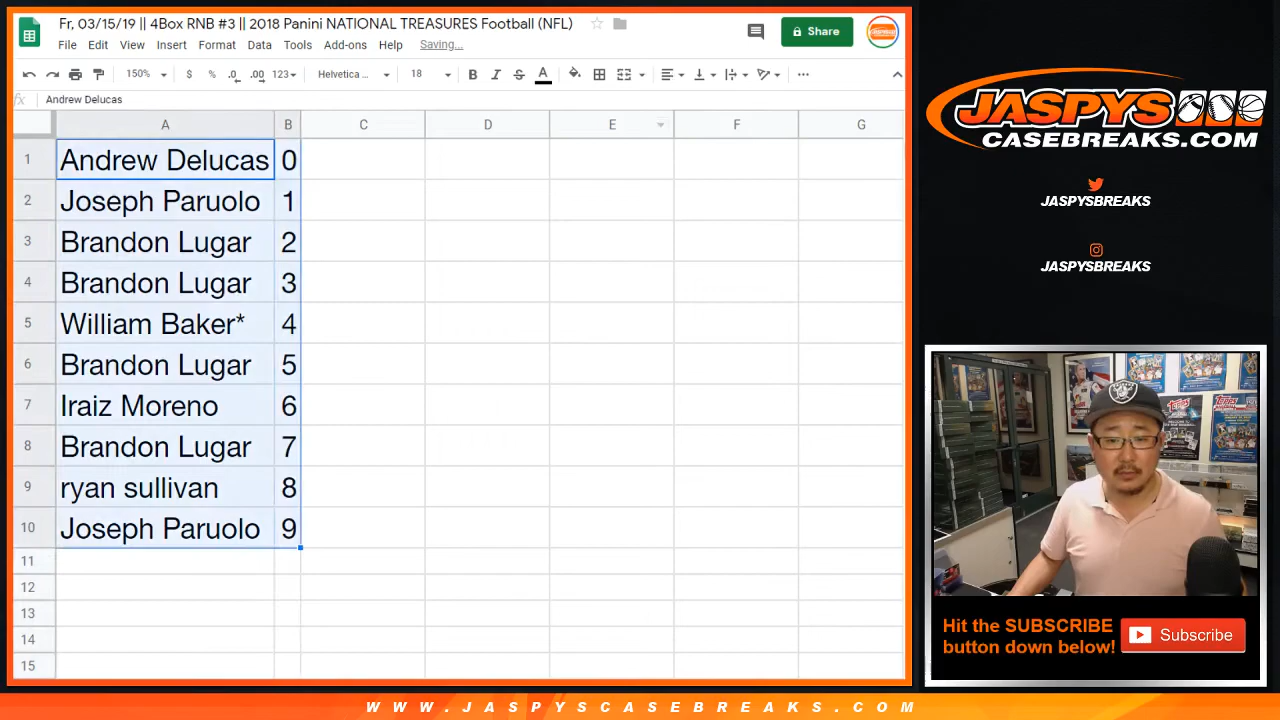 Fr, 03/15/19 || 4Box RNB #3 || 2018 Panini NATIONAL TREASURES Football (NFL)
File Edit View Insert Format Data Tools Add-ons Help Saving...
Share
150% $ % .0 .00 123 Helvetica ... 18 B I S A
fx Andrew Delucas
A B C D E F G
1 Andrew Delucas 0
2 Joseph Paruolo 1
3 Brandon Lugar 2
4 Brandon Lugar 3
5 William Baker* 4
6 Brandon Lugar 5
7 Iraiz Moreno 6
8 Brandon Lugar 7
9 ryan sullivan 8
10 Joseph Paruolo 9
11
12
13
14
15
JASPYS
CASEBREAKS.COM
JASPYSBREAKS
JASPYSBREAKS
Hit the SUBSCRIBE
button down below!
Subscribe
WWW.JASPYSCASEBREAKS.COM